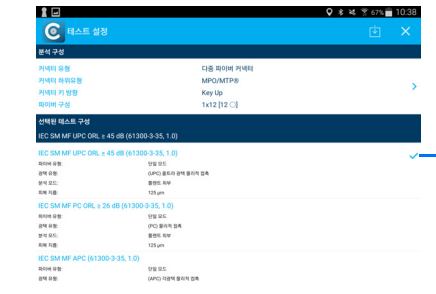 67% 10:38
테스트 설정
분석 구성
커넥터 유형 다중 파이버 커넥터
커넥터 하위유형 MPO/MTP®
커넥터 키 방향 Key Up
파이버 구성 1x12 [12 ○]
선택된 테스트 구성
IEC SM MF UPC ORL ≥ 45 dB (61300-3-35, 1.0)
IEC SM MF UPC ORL ≥ 45 dB (61300-3-35, 1.0)
파이버 유형: 단일 모드
광택 유형: (UPC) 울트라 광택 물리적 접촉
분석 모드: 플랜트 외부
피복 지름: 125 μm
IEC SM MF PC ORL ≥ 26 dB (61300-3-35, 1.0)
파이버 유형: 단일 모드
광택 유형: (PC) 물리적 접촉
분석 모드: 플랜트 외부
피복 지름: 125 μm
IEC SM MF APC (61300-3-35, 1.0)
파이버 유형: 단일 모드
광택 유형: (APC) 각광택 물리적 접촉